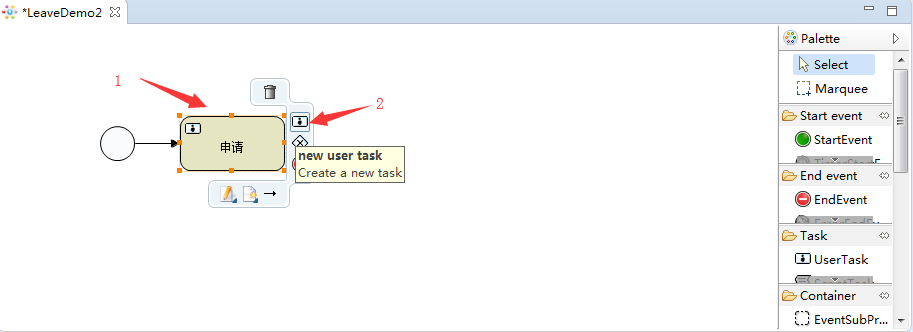 *LeaveDemo2
Palette
Select
Marquee
Start event
StartEvent
End event
EndEvent
Task
UserTask
Container
EventSubPr...
1
2
申请
new user task
Create a new task